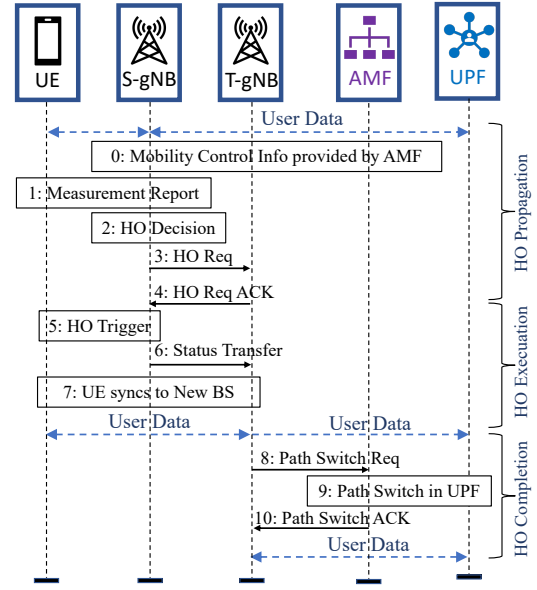 UE
S-gNB
T-gNB
AMF
UPF
User Data
0: Mobility Control Info provided by AMF
1: Measurement Report
2: HO Decision
3: HO Req
4: HO Req ACK
HO Propagation
5: HO Trigger
6: Status Transfer
7: UE syncs to New BS
HO Execuation
User Data
User Data
8: Path Switch Req
9: Path Switch in UPF
10: Path Switch ACK
User Data
HO Completion